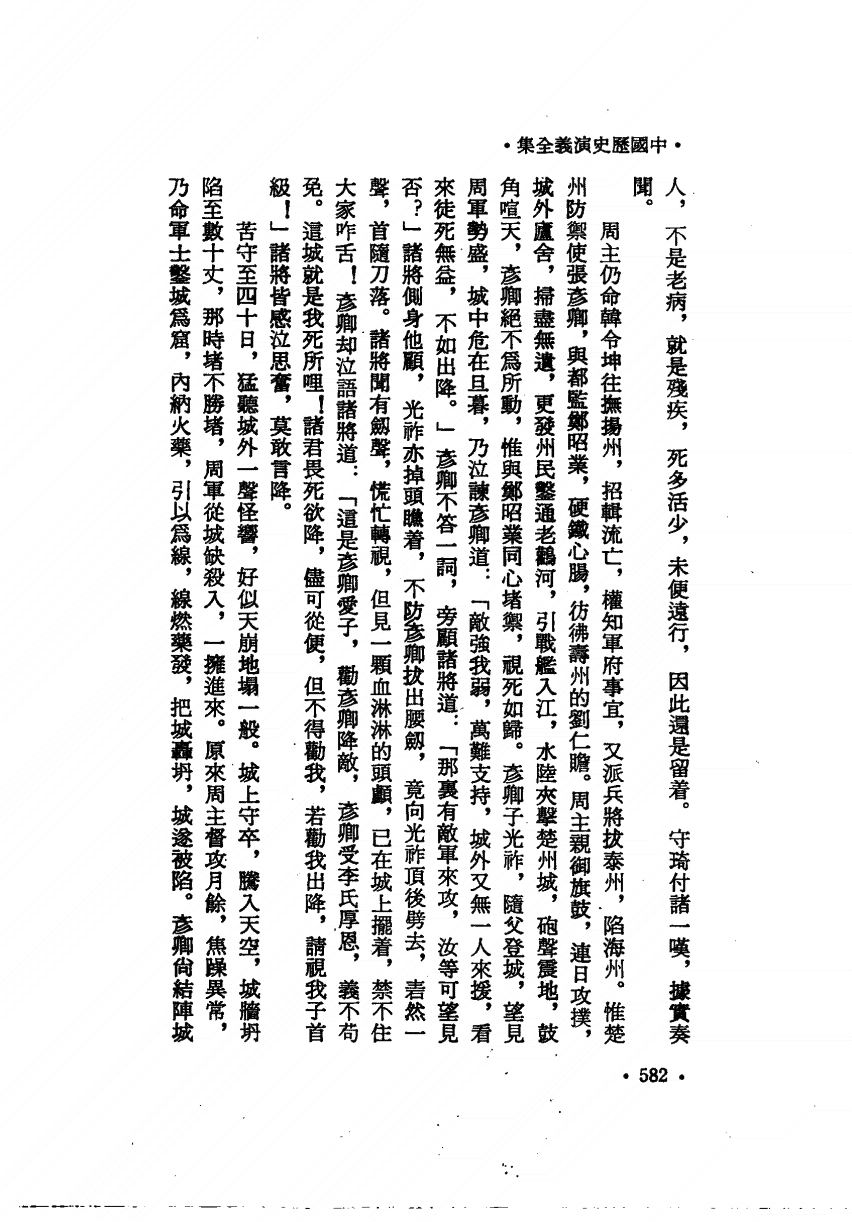 •中國歷史演義全集•
人，不是老病，就是殘疾，死多活少，未便遠行，因此還是留着。守琦付諸一嘆，據實奏
聞。
周主仍命韓令坤往撫揚州，招輯流亡，權知軍府事宜，又派兵將拔泰州，陷海州。惟楚
州防禦使張彥卿，與都監鄭昭業，硬鐵心腸，彷彿壽州的劉仁瞻。周主親御旗鼓，連日攻撲，
城外廬舍，掃盡無遺，更發州民鑿通老鸛河，引戰艦入江，水陸夾擊楚州城，砲聲震地，鼓
角喧天，彥卿絕不爲所動，惟與鄭昭業同心堵禦，視死如歸。彥卿子光祚，隨父登城，望見
周軍勢盛，城中危在旦暮，乃泣諫彥卿道：「敵強我弱，萬難支持，城外又無一人來援，看
來徒死無益，不如出降。」彥卿不答一詞，旁顧諸將道：「那裏有敵軍來攻，汝等可望見
否？」諸將側身他顧，光祚亦掉頭瞧着，不防彥卿拔出腰劍，竟向光祚頂後劈去，砉然一
聲，首隨刀落。諸將聞有劍聲，慌忙轉視，但見一顆血淋淋的頭顱，已在城上擺着，禁不住
大家咋舌！彥卿却泣語諸將道：「這是彥卿愛子，勸彥卿降敵，彥卿受李氏厚恩，義不苟
免。這城就是我死所哩！諸君畏死欲降，儘可從便，但不得勸我，若勸我出降，請視我子首
級！」諸將皆感泣思奮，莫敢言降。
苦守至四十日，猛聽城外一聲怪響，好似天崩地塌一般。城上守卒，騰入天空，城牆坍
陷至數十丈，那時堵不勝堵，周軍從城缺殺入，一擁進來。原來周主督攻月餘，焦躁異常，
乃命軍士鑿城爲窟，內納火藥，引以爲線，線燃藥發，把城轟坍，城遂被陷。彥卿尙結陣城
•582•